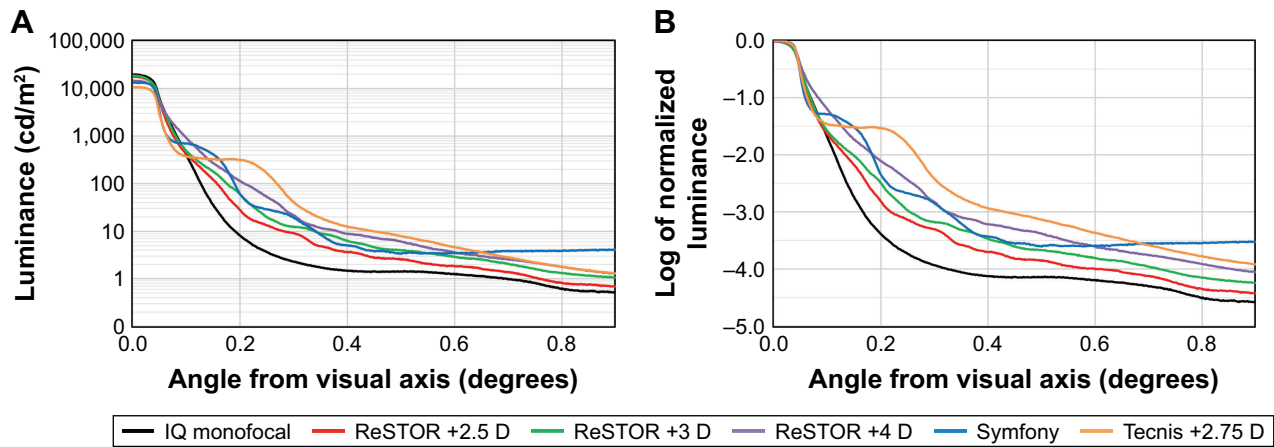 A
Luminance (cd/m²)
100,000
10,000
1,000
100
10
1
0
0.0 0.2 0.4 0.6 0.8
Angle from visual axis (degrees)
B
Log of normalized
luminance
0.0
–1.0
–2.0
–3.0
–4.0
–5.0
0.0 0.2 0.4 0.6 0.8
Angle from visual axis (degrees)
IQ monofocal ReSTOR +2.5 D ReSTOR +3 D ReSTOR +4 D Symfony Tecnis +2.75 D